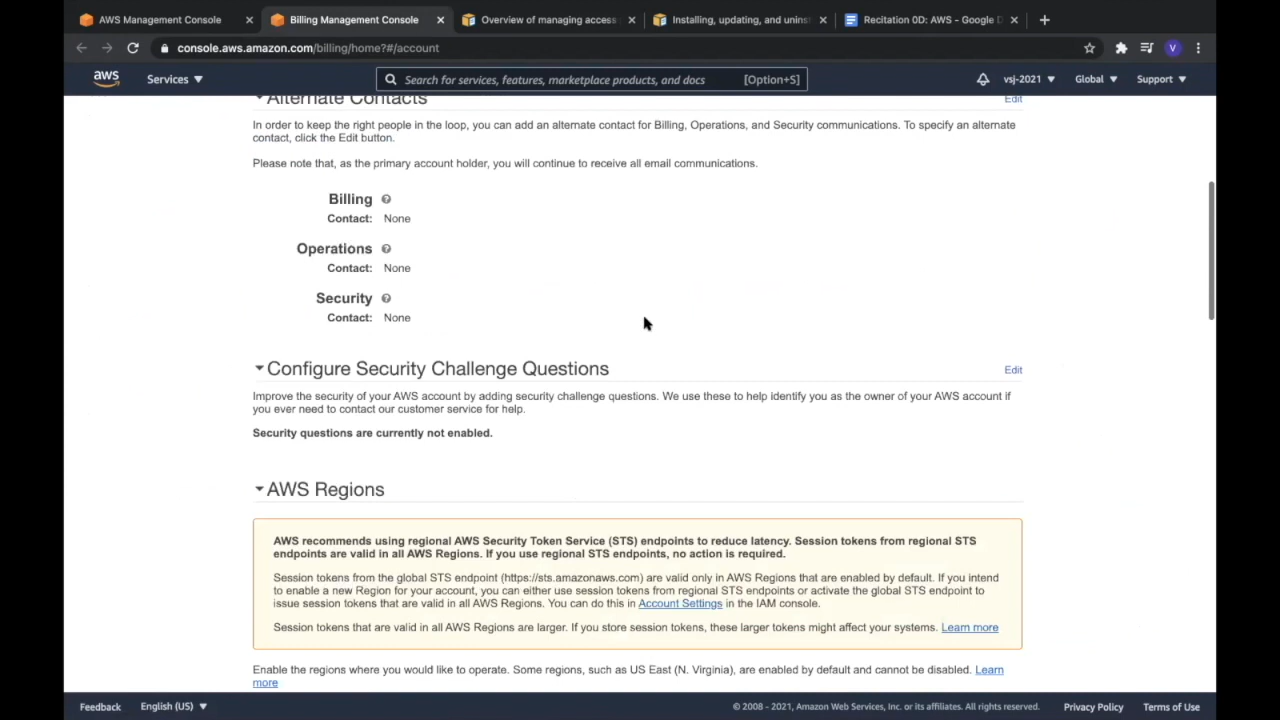 AWS Management Console
Billing Management Console
Overview of managing access
Installing, updating, and unins
Recitation 0D: AWS - Google D
console.aws.amazon.com/billing/home?#/account
V
aws
Services
Search for services, features, marketplace products, and docs
[Option+S]
vsj-2021
Global
Support
Alternate Contacts
Edit
In order to keep the right people in the loop, you can add an alternate contact for Billing, Operations, and Security communications. To specify an alternate
contact, click the Edit button.
Please note that, as the primary account holder, you will continue to receive all email communications.
Billing
Contact: None
Operations
Contact: None
Security
Contact: None
Configure Security Challenge Questions
Edit
Improve the security of your AWS account by adding security challenge questions. We use these to help identify you as the owner of your AWS account if
you ever need to contact our customer service for help.
Security questions are currently not enabled.
AWS Regions
AWS recommends using regional AWS Security Token Service (STS) endpoints to reduce latency. Session tokens from regional STS
endpoints are valid in all AWS Regions. If you use regional STS endpoints, no action is required.
Session tokens from the global STS endpoint (https://sts.amazonaws.com) are valid only in AWS Regions that are enabled by default. If you intend
to enable a new Region for your account, you can either use session tokens from regional STS endpoints or activate the global STS endpoint to
issue session tokens that are valid in all AWS Regions. You can do this in Account Settings in the IAM console.
Session tokens that are valid in all AWS Regions are larger. If you store session tokens, these larger tokens might affect your systems. Learn more
Enable the regions where you would like to operate. Some regions, such as US East (N. Virginia), are enabled by default and cannot be disabled. Learn
more
Feedback
English (US)
© 2008 - 2021, Amazon Web Services, Inc. or its affiliates. All rights reserved.
Privacy Policy
Terms of Use